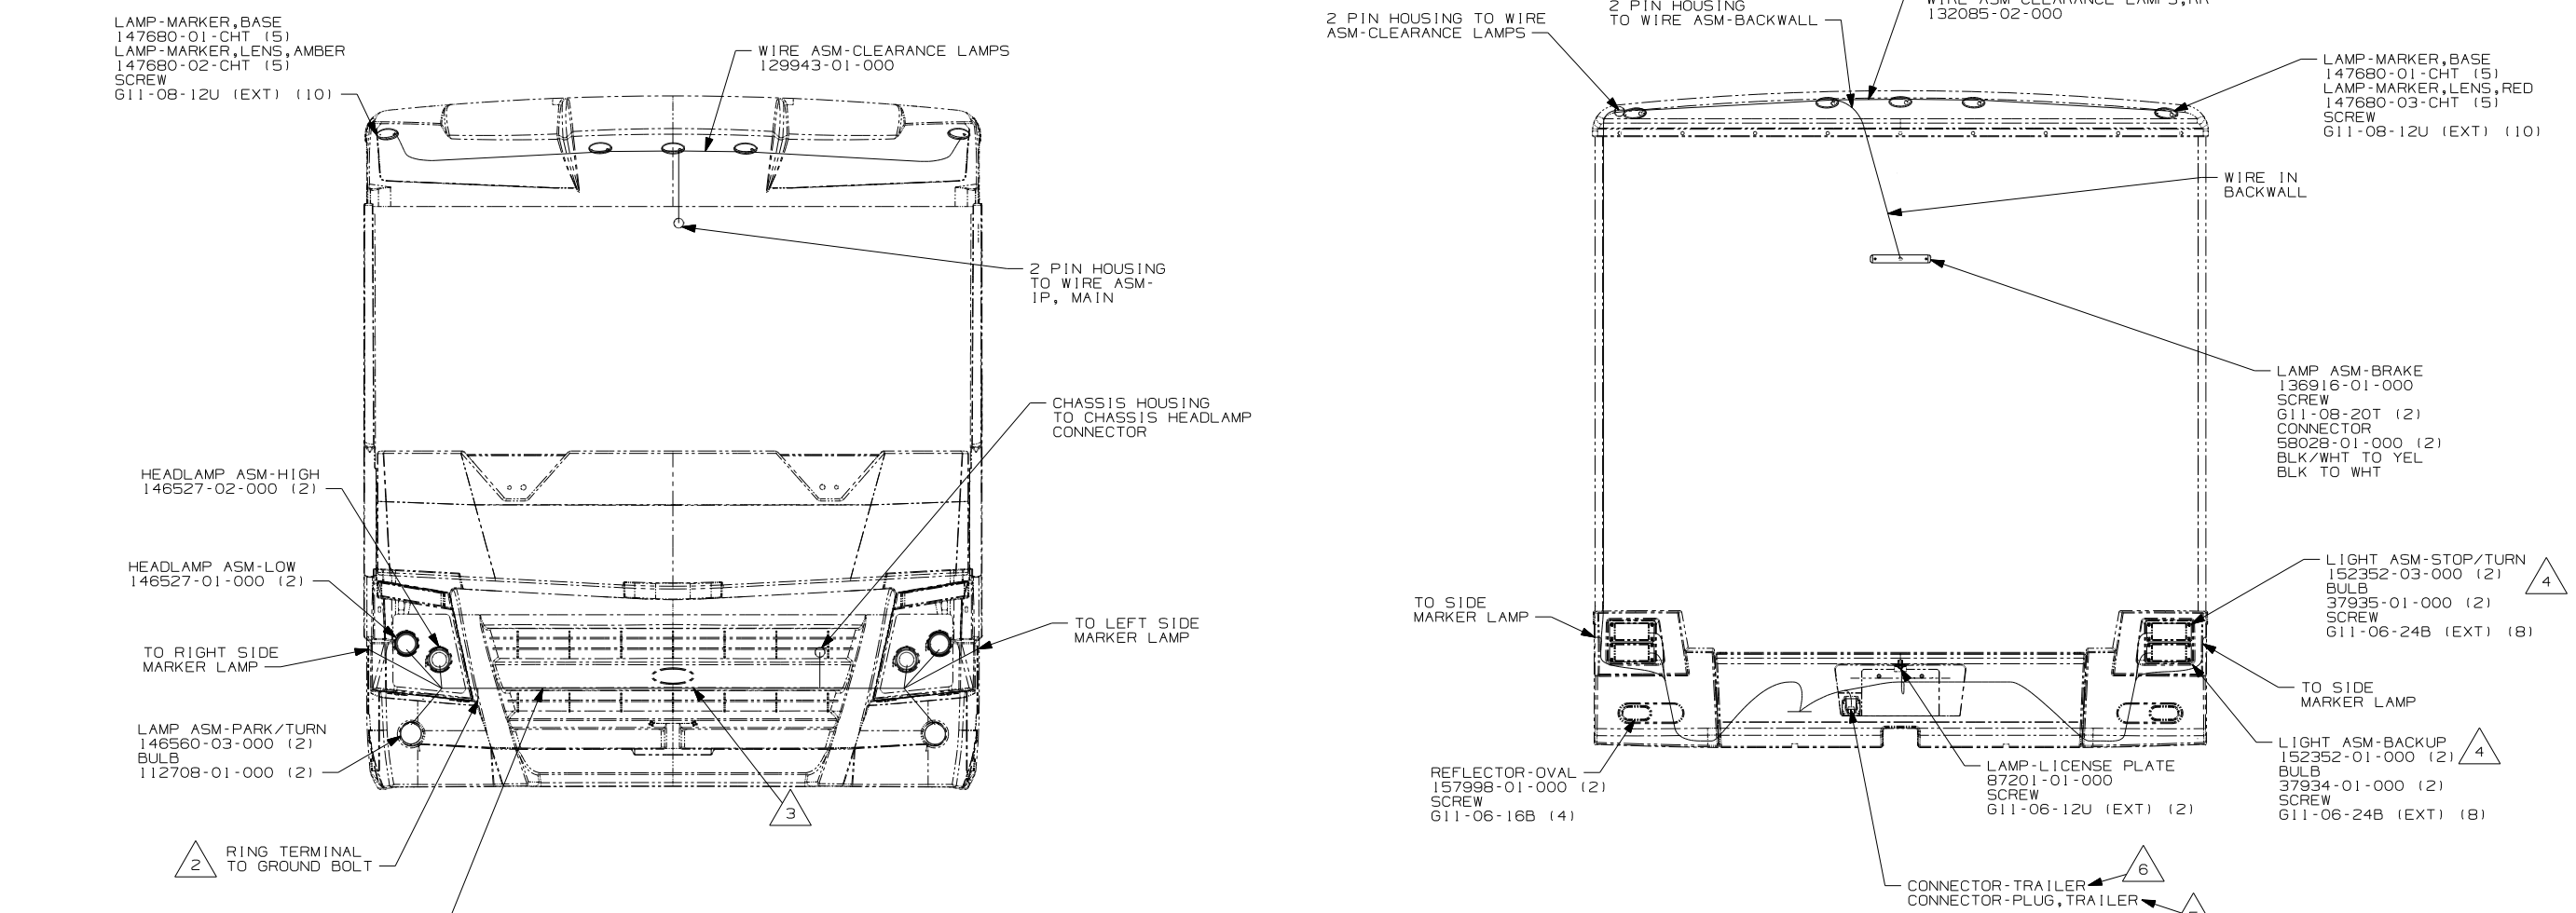 LAMP-MARKER,BASE
147680-01-CHT (5)
LAMP-MARKER,LENS,AMBER
147680-02-CHT (5)
SCREW
G11-08-12U (EXT) (10)
WIRE ASM-CLEARANCE LAMPS
129943-01-000
2 PIN HOUSING
TO WIRE ASM-
IP, MAIN
CHASSIS HOUSING
TO CHASSIS HEADLAMP
CONNECTOR
HEADLAMP ASM-HIGH
146527-02-000 (2)
HEADLAMP ASM-LOW
146527-01-000 (2)
TO LEFT SIDE
MARKER LAMP
TO RIGHT SIDE
MARKER LAMP
LAMP ASM-PARK/TURN
146560-03-000 (2)
BULB
112708-01-000 (2)
3
2
RING TERMINAL
TO GROUND BOLT
2 PIN HOUSING TO WIRE
ASM-CLEARANCE LAMPS
2 PIN HOUSING
TO WIRE ASM-BACKWALL
WIRE ASM-CLEARANCE LAMPS,RR
132085-02-000
LAMP-MARKER,BASE
147680-01-CHT (5)
LAMP-MARKER,LENS,RED
147680-03-CHT (5)
SCREW
G11-08-12U (EXT) (10)
WIRE IN
BACKWALL
LAMP ASM-BRAKE
136916-01-000
SCREW
G11-08-20T (2)
CONNECTOR
58028-01-000 (2)
BLK/WHT TO YEL
BLK TO WHT
LIGHT ASM-STOP/TURN
152352-03-000 (2)
BULB
37935-01-000 (2)
SCREW
G11-06-24B (EXT) (8)
4
TO SIDE
MARKER LAMP
TO SIDE
MARKER LAMP
LIGHT ASM-BACKUP
152352-01-000 (2)
BULB
37934-01-000 (2)
SCREW
G11-06-24B (EXT) (8)
4
REFLECTOR-OVAL
157998-01-000 (2)
SCREW
G11-06-16B (4)
LAMP-LICENSE PLATE
87201-01-000
SCREW
G11-06-12U (EXT) (2)
6
CONNECTOR-TRAILER
CONNECTOR-PLUG,TRAILER